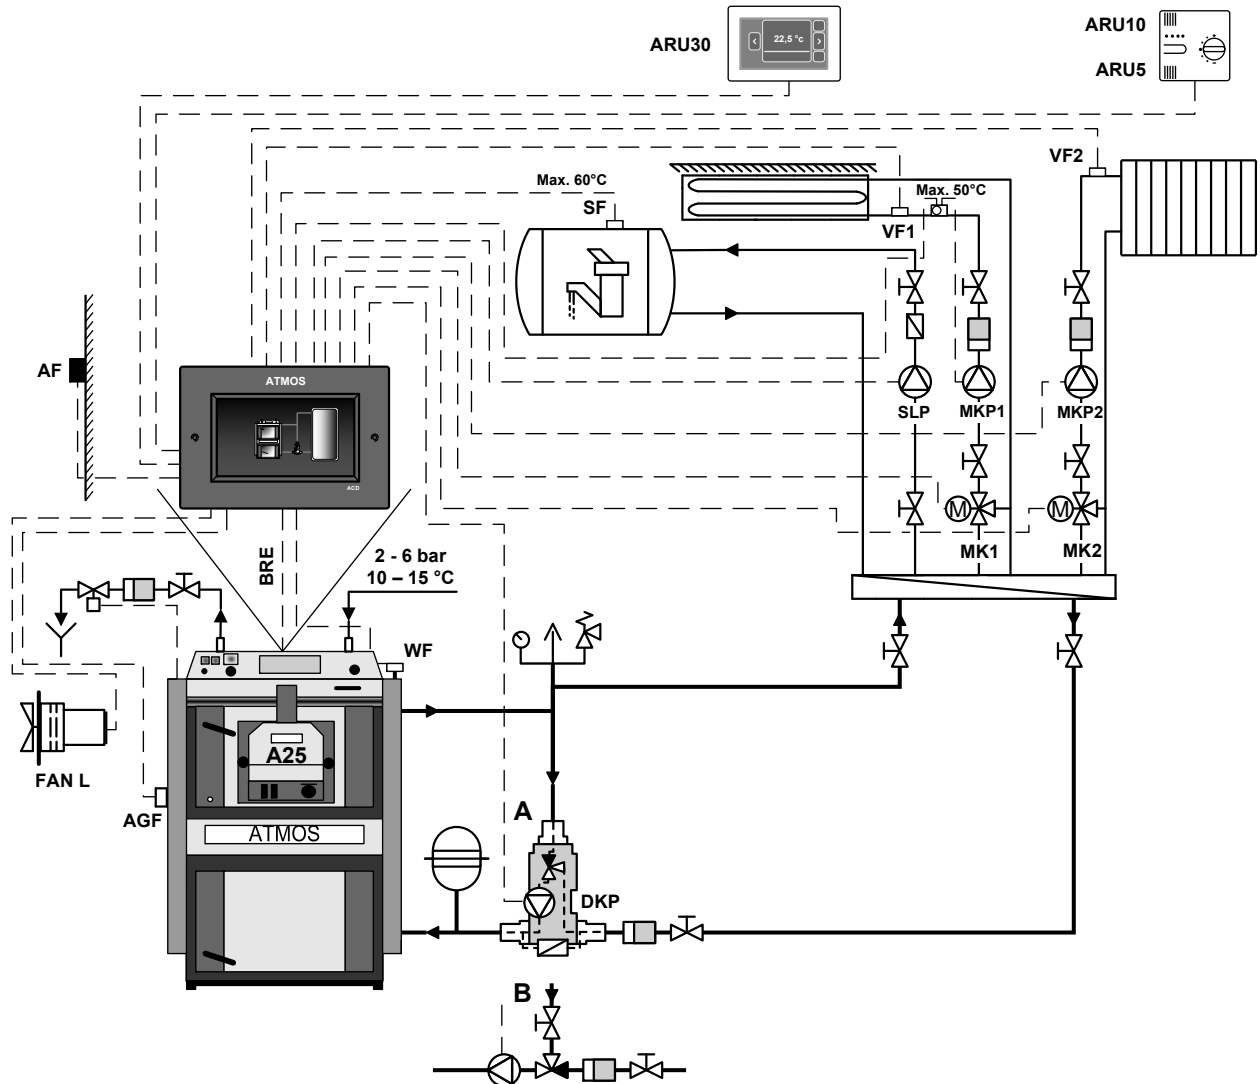 ARU30
22,5 °c
ARU10
ARU5
VF2
Max. 60°C
SF
Max. 50°C
VF1
AF
ATMOS
ACD
SLP
MKP1
MKP2
M
M
MK1
MK2
BRE
2 - 6 bar
10 – 15 °C
WF
A25
FAN L
AGF
ATMOS
A
DKP
B